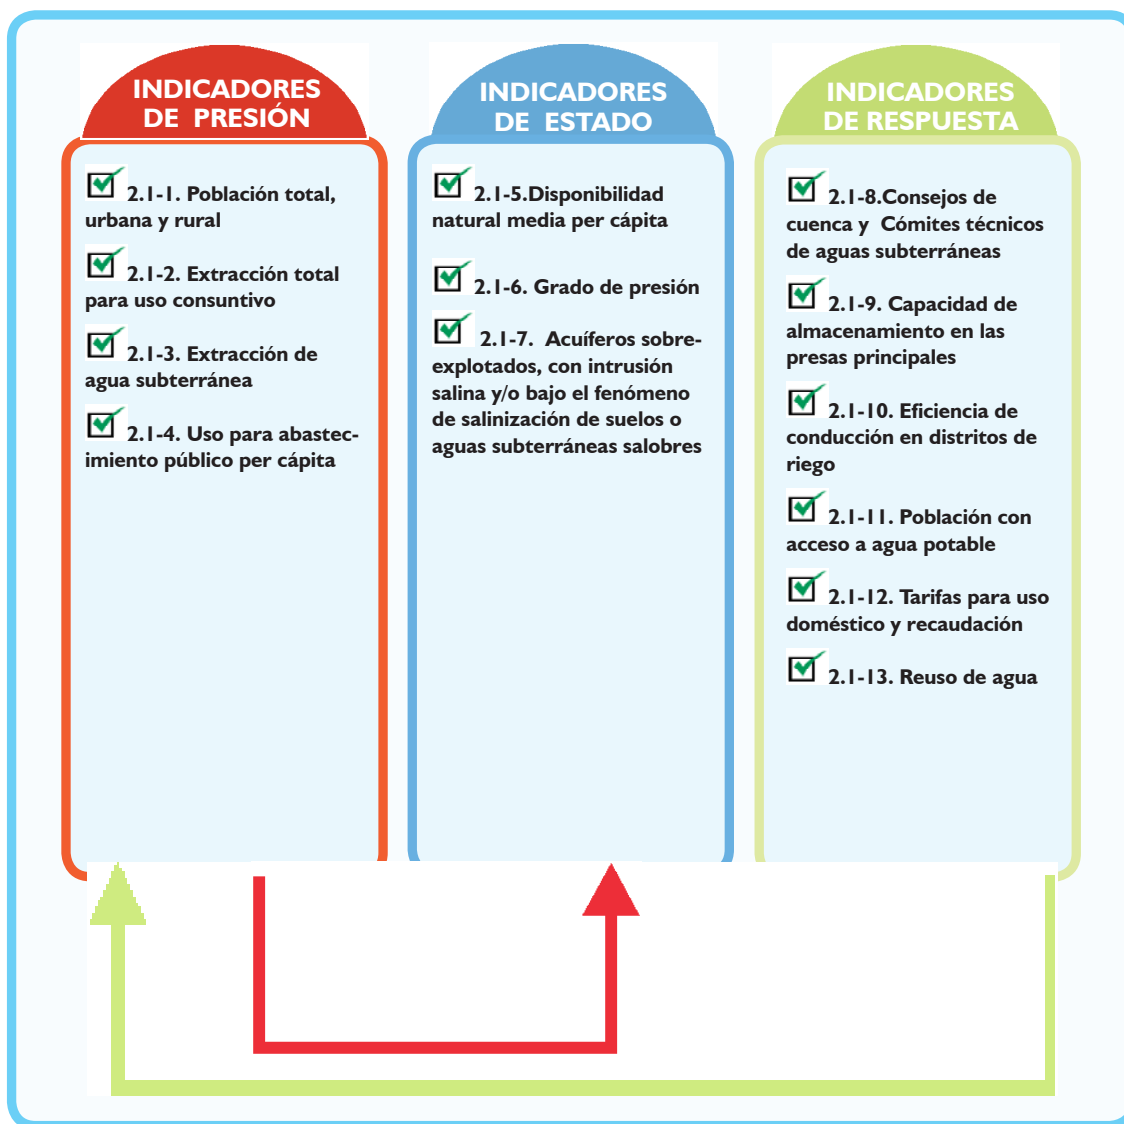 INDICADORES
DE PRESIÓN
2.1-1. Población total,
urbana y rural
2.1-2. Extracción total
para uso consuntivo
2.1-3. Extracción de
agua subterránea
2.1-4. Uso para abastec-
imiento público per cápita
INDICADORES
DE ESTADO
2.1-5.Disponibilidad
natural media per cápita
2.1-6. Grado de presión
2.1-7. Acuíferos sobre-
explotados, con intrusión
salina y/o bajo el fenómeno
de salinización de suelos o
aguas subterráneas salobres
INDICADORES
DE RESPUESTA
2.1-8.Consejos de
cuenca y Cómites técnicos
de aguas subterráneas
2.1-9. Capacidad de
almacenamiento en las
presas principales
2.1-10. Eficiencia de
conducción en distritos de
riego
2.1-11. Población con
acceso a agua potable
2.1-12. Tarifas para uso
doméstico y recaudación
2.1-13. Reuso de agua